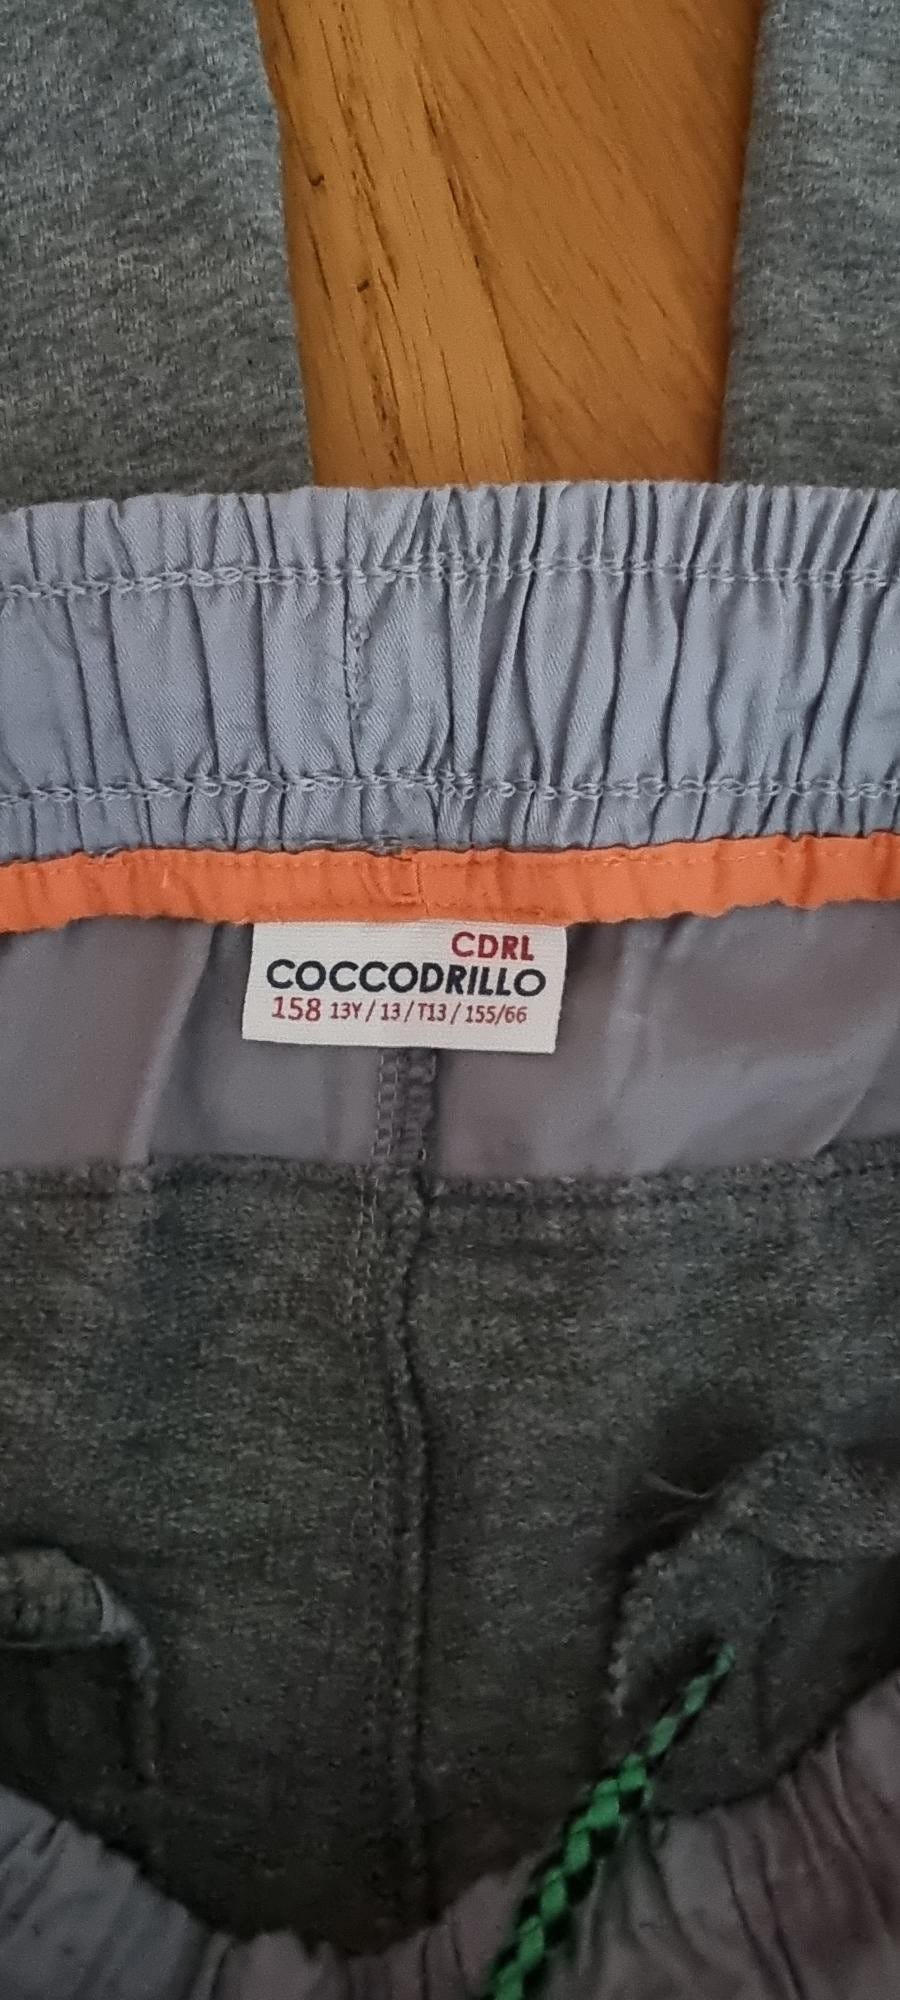 CDRL
COCCODRILLO
158 13Y / 13 / T13 / 155/66